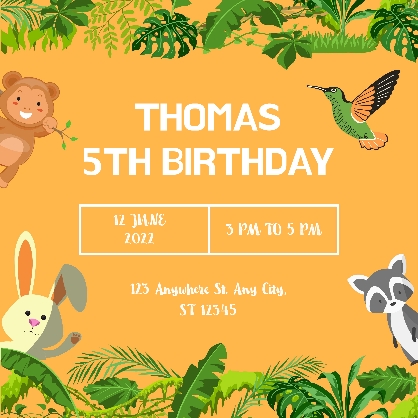 THOMAS
5TH BIRTHDAY
12 JUNE
2022
3 PM TO 5 PM
123 Anywhere St. Any City,
ST 12345